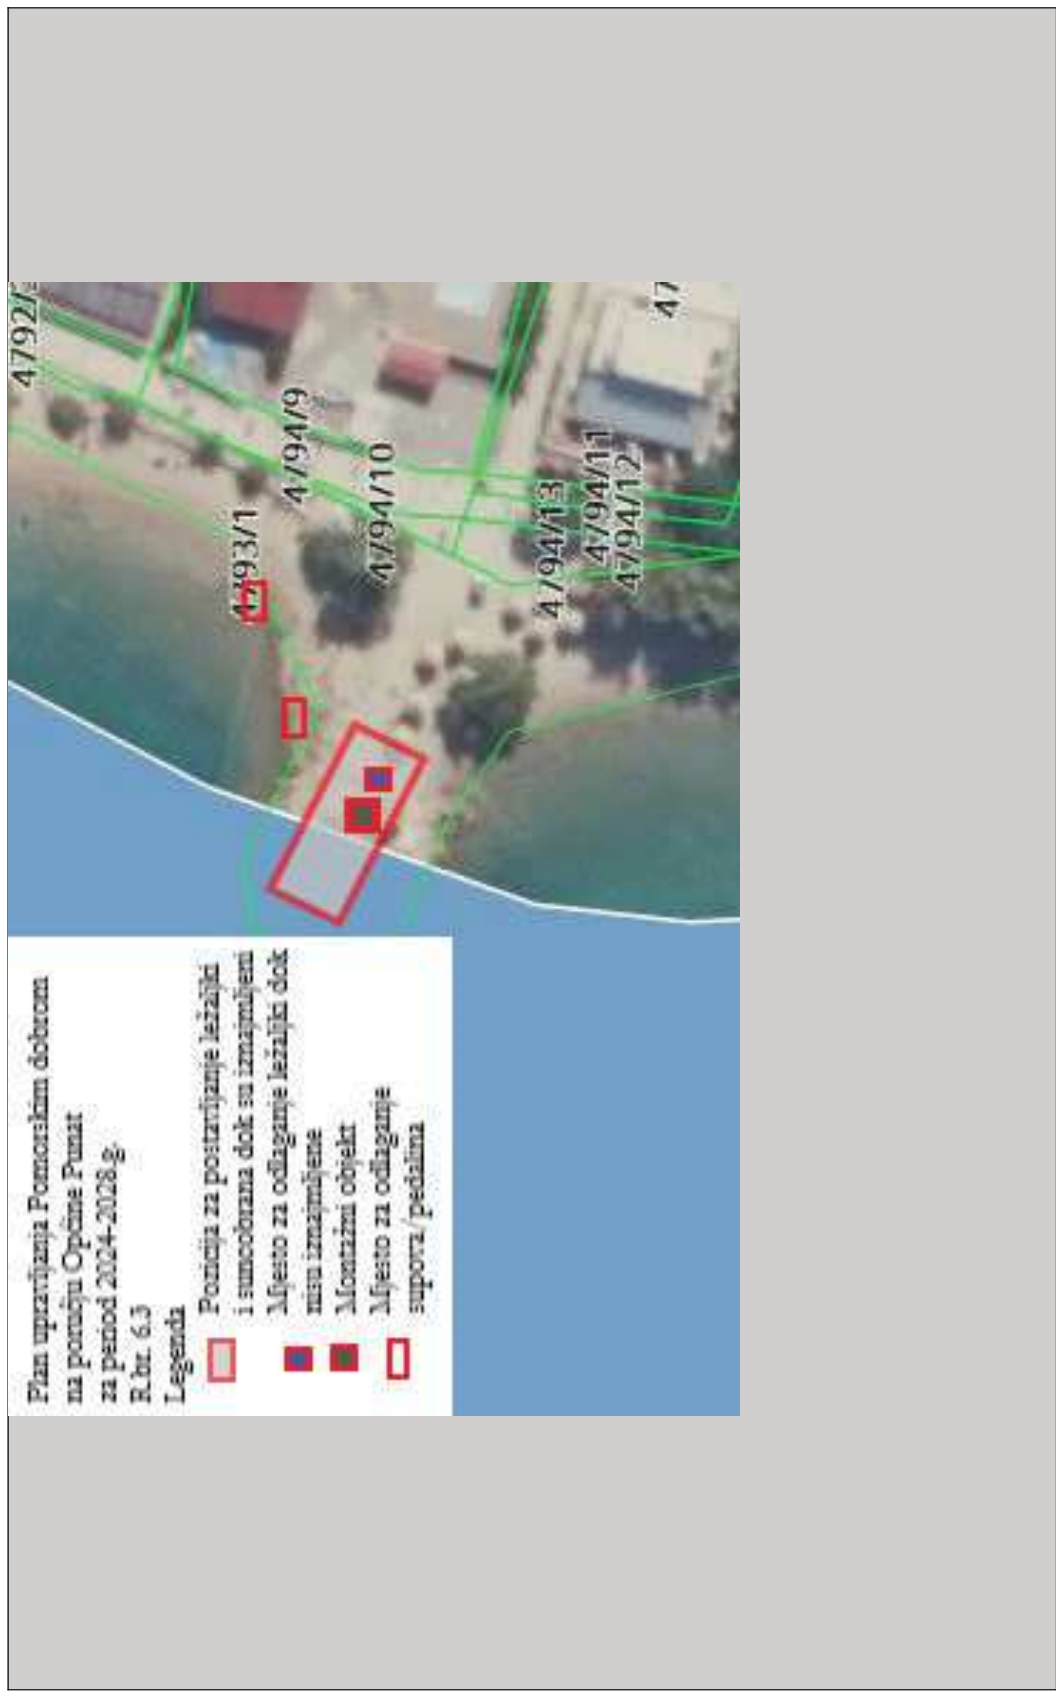 Plan upravljanja Pomorskim dobrom
na poručju Općine Punat
za period 2024-2028.g.
R.br. 6.3
Legenda
Pozicija za postavljanje ležaljki
i suncobrana dok su iznajmljeni
Mjesto za odlaganje ležaljki dok
nisu iznajmljene
Montažni objekt
Mjesto za odlaganje
supova/pedalina
4793/1
4794/9
4794/10
4794/13
4794/11
4794/12
47